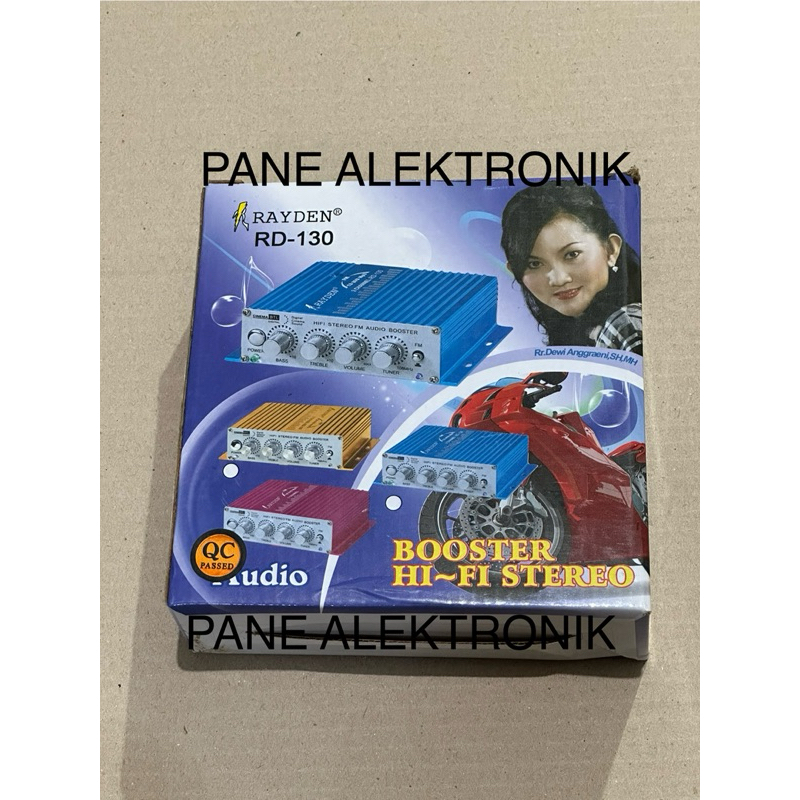 PANE ALEKTRONIK
RAYDEN®
RD-130
RAYDEN
HIFI STEREO/FM AUDIO BOOSTER
POWER
BASS
TREBLE
VOLUME
TUNER
FM
Rr.Dewi Anggraeni,SH,MH
QC
PASSED
Audio
BOOSTER
HI~FI STEREO
PANE ALEKTRONIK